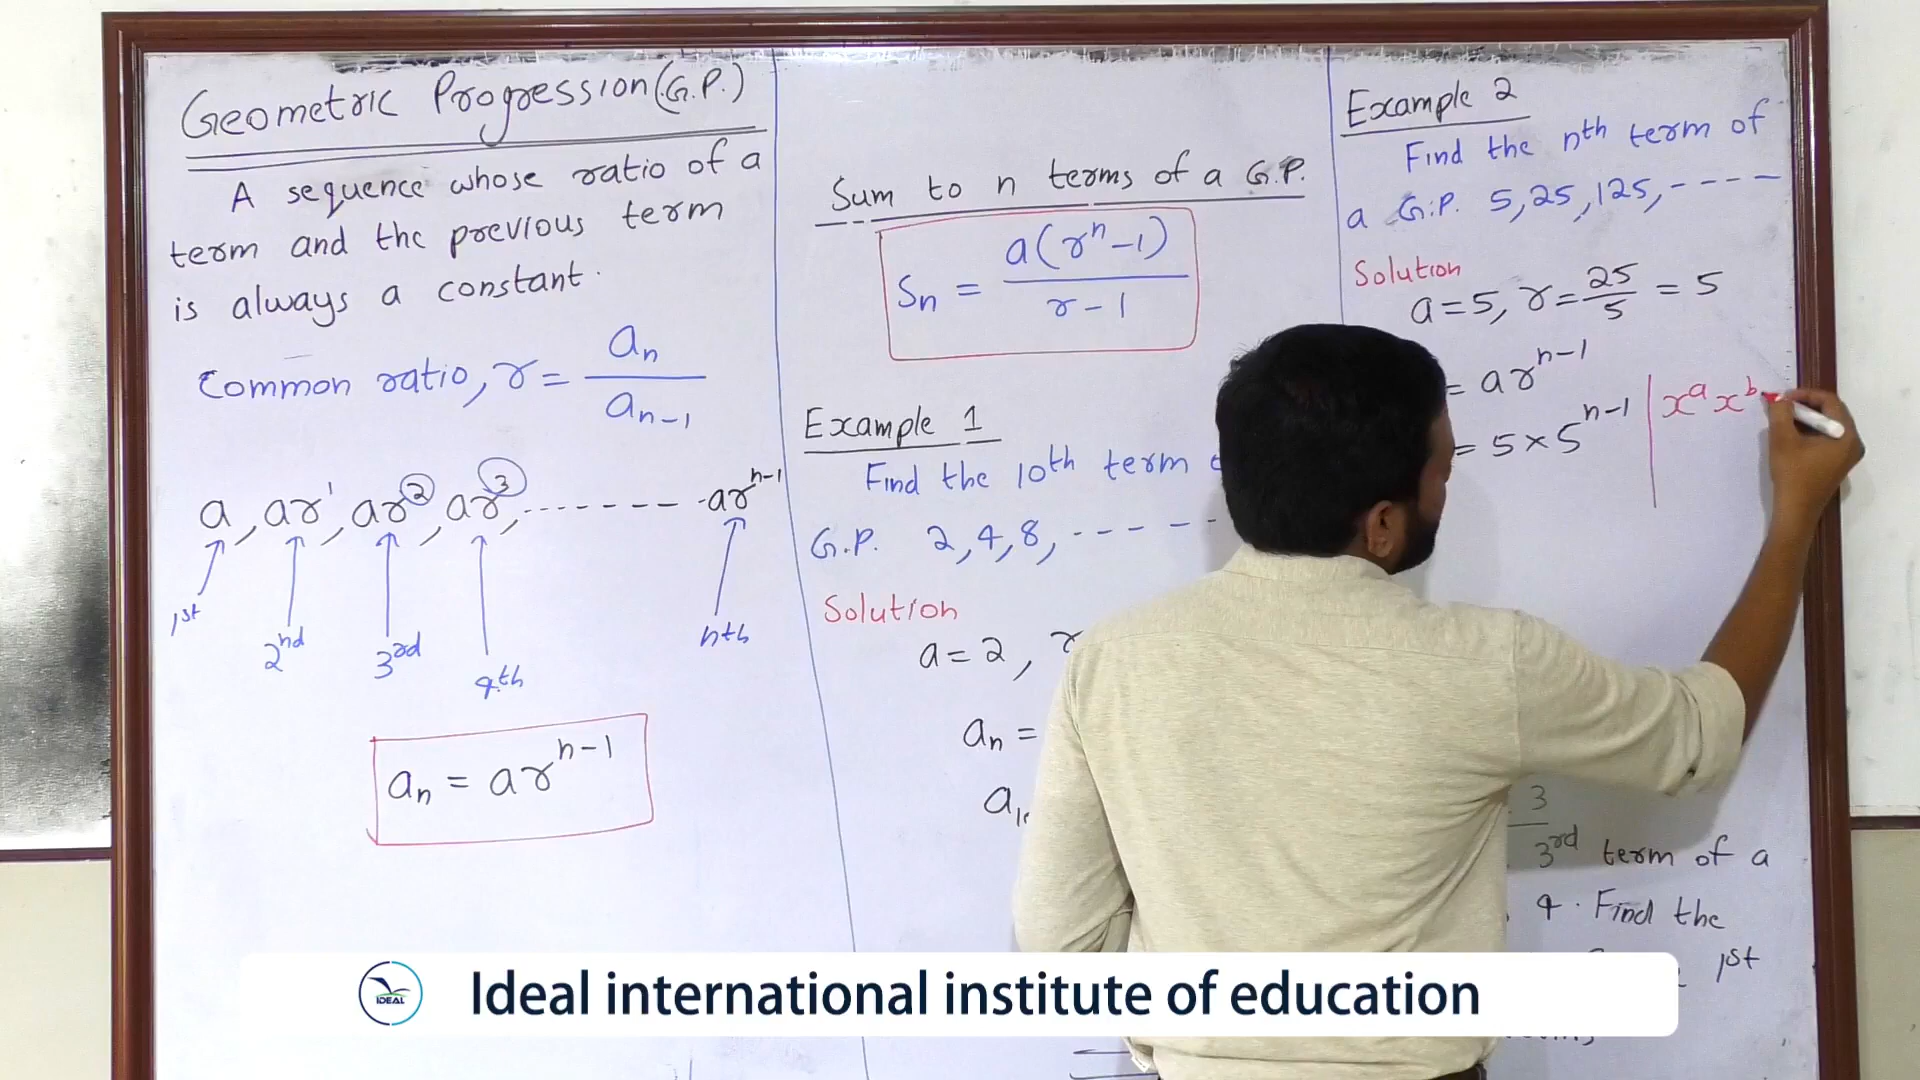 Geometric Progression (G.P.)
A sequence whose ratio of a
term and the previous term
is always a constant.
Common ratio, r = aₙ / aₙ₋₁
a, ar¹, ar², ar³, ------- arⁿ⁻¹
1st
2nd
3rd
4th
nth
aₙ = arⁿ⁻¹
Sum to n terms of a G.P.
Sₙ = a(rⁿ-1) / r-1
Example 1
Find the 10th term
G.P. 2, 4, 8, -----
Solution
a = 2, r
aₙ =
Example 2
Find the nth term of
a G.P. 5, 25, 125, ----
Solution
a = 5, r = 25/5 = 5
= arⁿ⁻¹
= 5 × 5ⁿ⁻¹ | xᵃ xᵇ
3
3rd term of a
4. Find the
1st
IDEAL
Ideal international institute of education